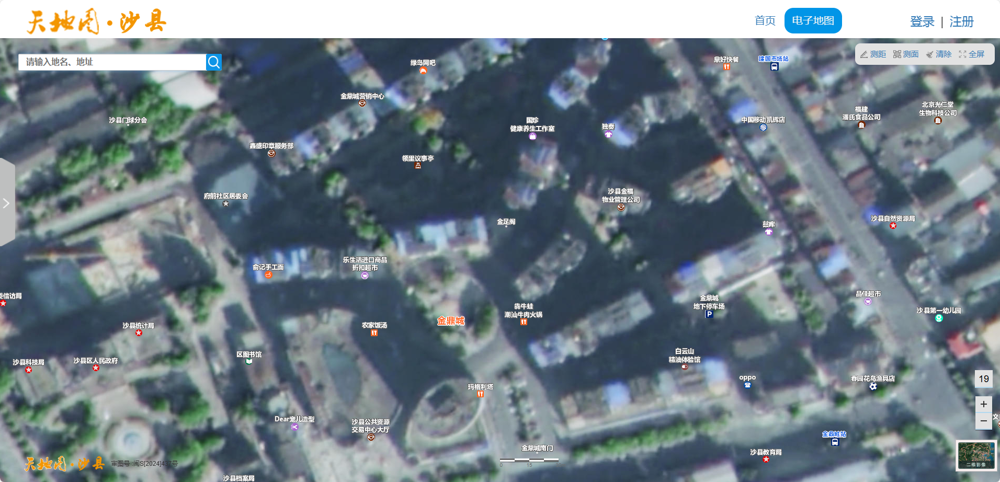 天地图·沙县
首页
电子地图
登录 | 注册
请输入地名、地址
测距
测面
清除
全屏
绿岛网吧
鼎好快餐
建国市场站
金鼎城营销中心
北京光仁堂
生物科技公司
福建
潘氏食品公司
沙县门球分会
国珍
健康养生工作室
独秦
中国移动凯辉店
鑫盛印章服务部
领里议事亭
府前社区居委会
沙县金福
物业管理公司
金足阁
囍库
沙县自然资源局
乐生活进口商品
折扣超市
俞记手工面
委信访局
金鼎城
地下停车场
品佳超市
犇牛蛙
潮汕牛肉火锅
沙县第一幼儿园
金鼎城
沙县统计局
农家饭汤
区图书馆
白云山
精油体验馆
沙县科技局
沙县区人民政府
oppo
春园花鸟渔具店
19
玛格利塔
+
−
Dear宠儿造型
沙县公共资源
交易中心大厅
金鼎城站
金鼎城南门
沙县教育局
天地图·沙县
审图号 闽S[2024]437号
0
15
二维影像
沙县档案局